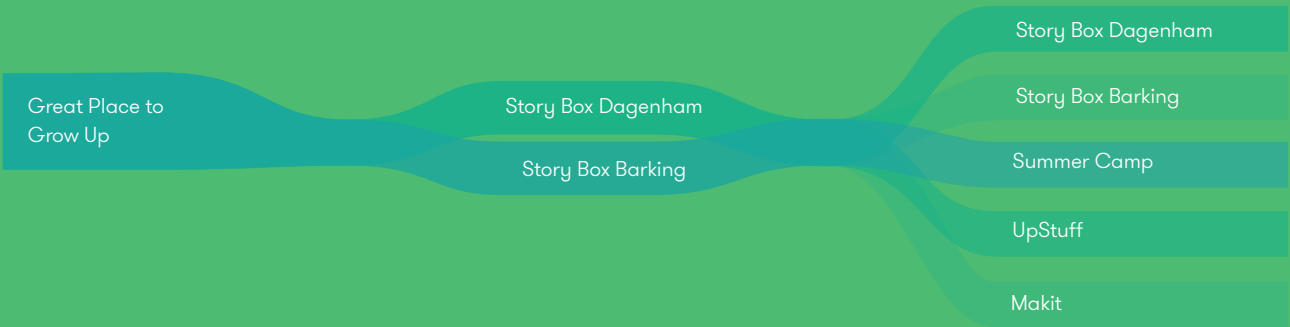 Great Place to
Grow Up
Story Box Dagenham
Story Box Barking
Story Box Dagenham
Story Box Barking
Summer Camp
UpStuff
Makit